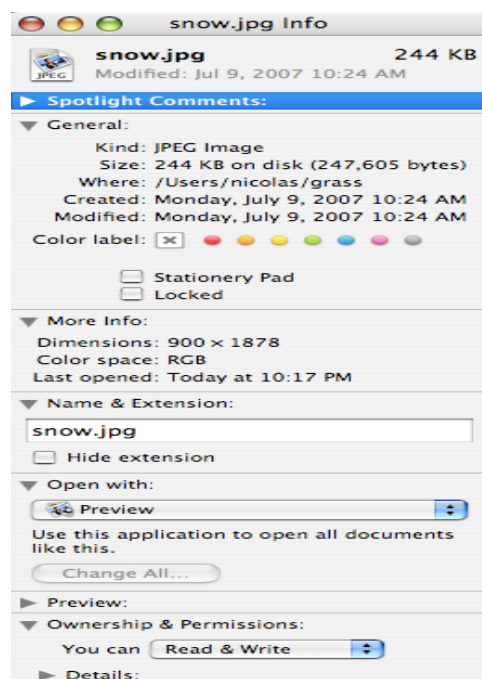 snow.jpg Info
snow.jpg 244 KB
JPEG Modified: Jul 9, 2007 10:24 AM
Spotlight Comments:
General:
Kind: JPEG Image
Size: 244 KB on disk (247,605 bytes)
Where: /Users/nicolas/grass
Created: Monday, July 9, 2007 10:24 AM
Modified: Monday, July 9, 2007 10:24 AM
Color label:
Stationery Pad
Locked
More Info:
Dimensions: 900 × 1878
Color space: RGB
Last opened: Today at 10:17 PM
Name & Extension:
snow.jpg
Hide extension
Open with:
Preview
Use this application to open all documents
like this.
Change All...
Preview:
Ownership & Permissions:
You can Read & Write
Details: